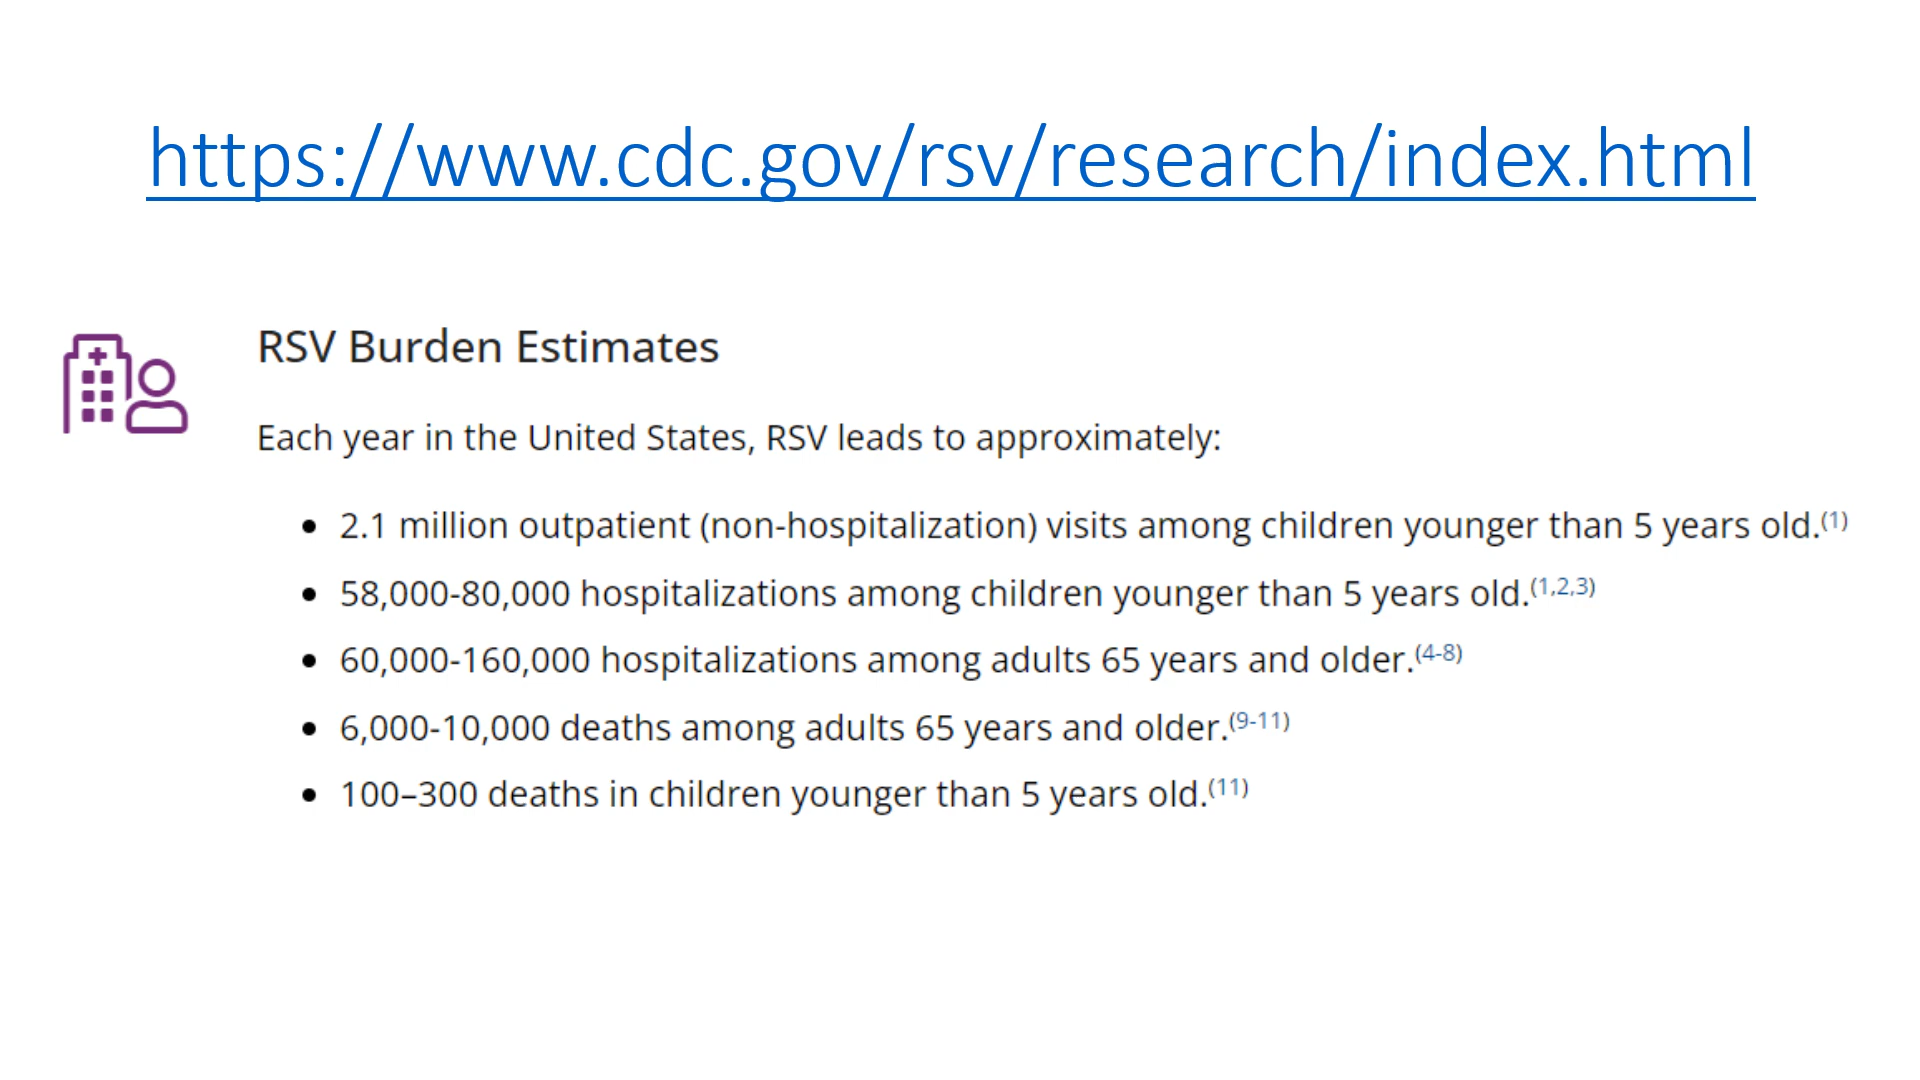 https://www.cdc.gov/rsv/research/index.html
RSV Burden Estimates
Each year in the United States, RSV leads to approximately:
• 2.1 million outpatient (non-hospitalization) visits among children younger than 5 years old.(1)
• 58,000-80,000 hospitalizations among children younger than 5 years old.(1,2,3)
• 60,000-160,000 hospitalizations among adults 65 years and older.(4-8)
• 6,000-10,000 deaths among adults 65 years and older.(9-11)
• 100–300 deaths in children younger than 5 years old.(11)